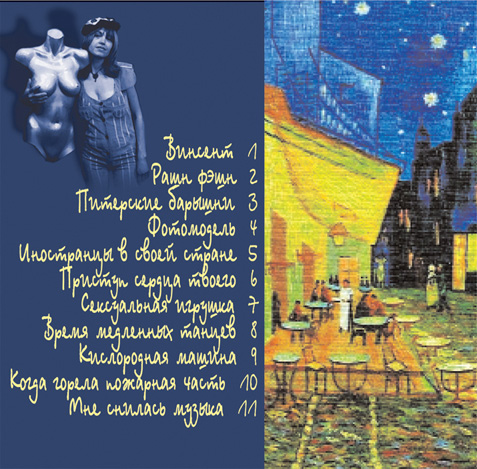 Винсент 1
Рашн фэшн 2
Питерские барышни 3
Фотомодель 4
Иностранцы в своей стране 5
Приступ сердца твоего 6
Сексуальная игрушка 7
Время медленных танцев 8
Кислородная машина 9
Когда горела пожарная часть 10
Мне снилась музыка 11